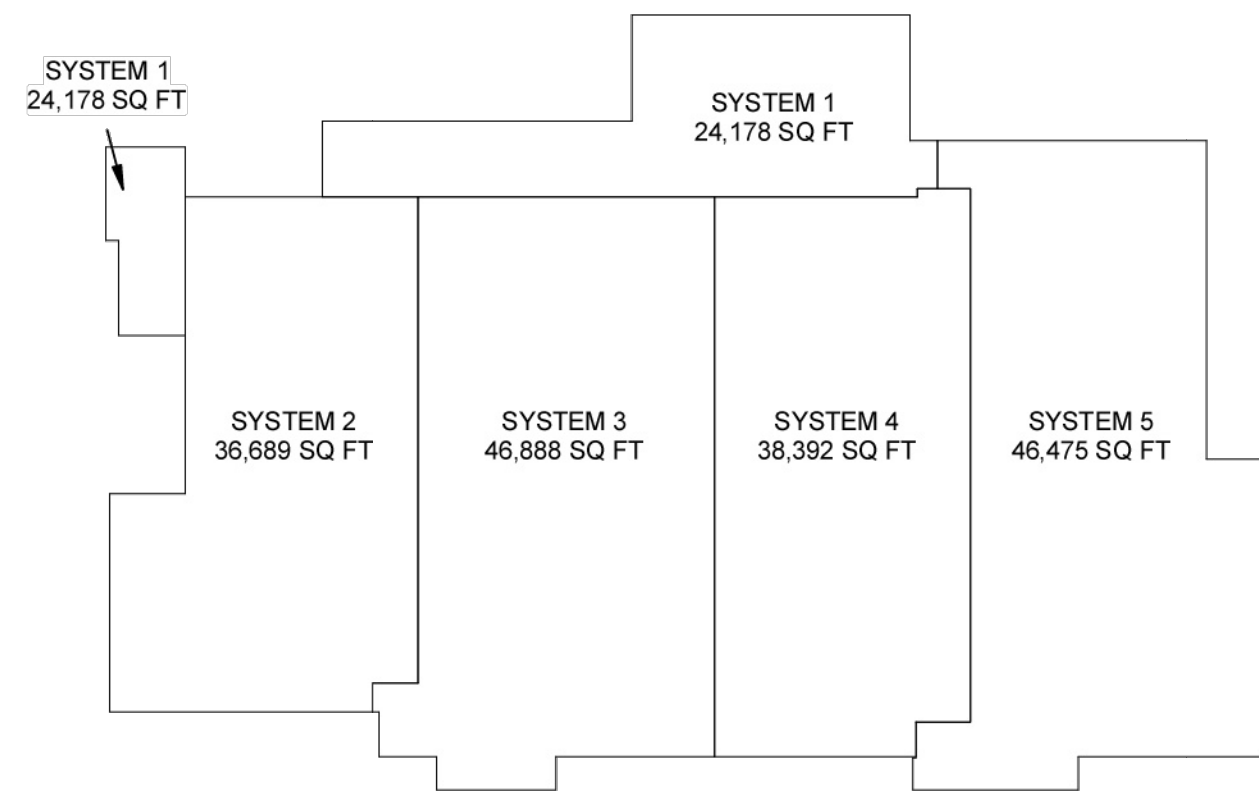 SYSTEM 1
24,178 SQ FT
SYSTEM 1
24,178 SQ FT
SYSTEM 2
36,689 SQ FT
SYSTEM 3
46,888 SQ FT
SYSTEM 4
38,392 SQ FT
SYSTEM 5
46,475 SQ FT